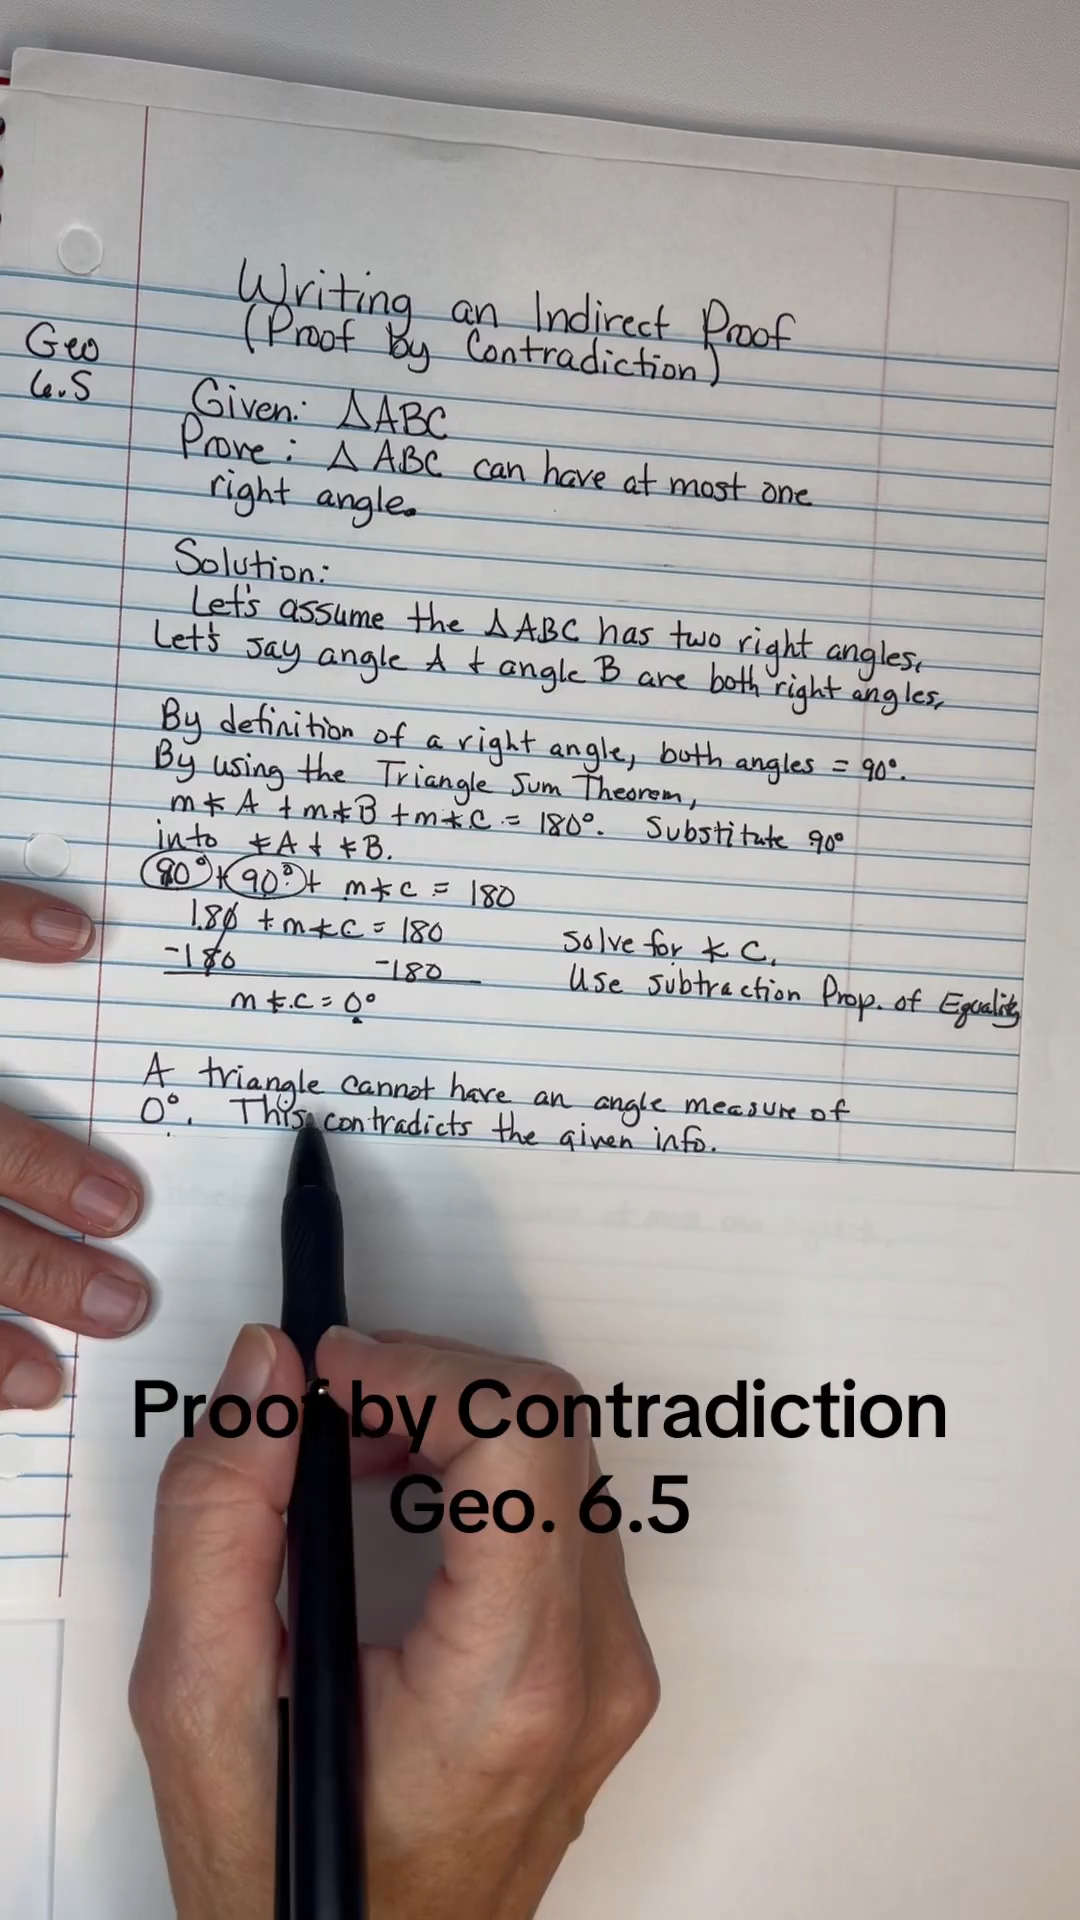 Writing an Indirect Proof
(Proof by Contradiction)
Geo
6.5
Given: △ABC
Prove: △ABC can have at most one
right angle.
Solution:
Let's assume the △ABC has two right angles.
Let's say angle A + angle B are both right angles.
By definition of a right angle, both angles = 90°.
By using the Triangle Sum Theorem,
m∡A + m∡B + m∡C = 180°. Substitute 90°
into ∡A + ∡B.
90° + 90° + m∡C = 180
180 + m∡C = 180 Solve for ∡C.
-180 -180 Use subtraction Prop. of Equality
m∡C = 0°
A triangle cannot have an angle measure of
0°. This contradicts the given info.
Proof by Contradiction
Geo. 6.5